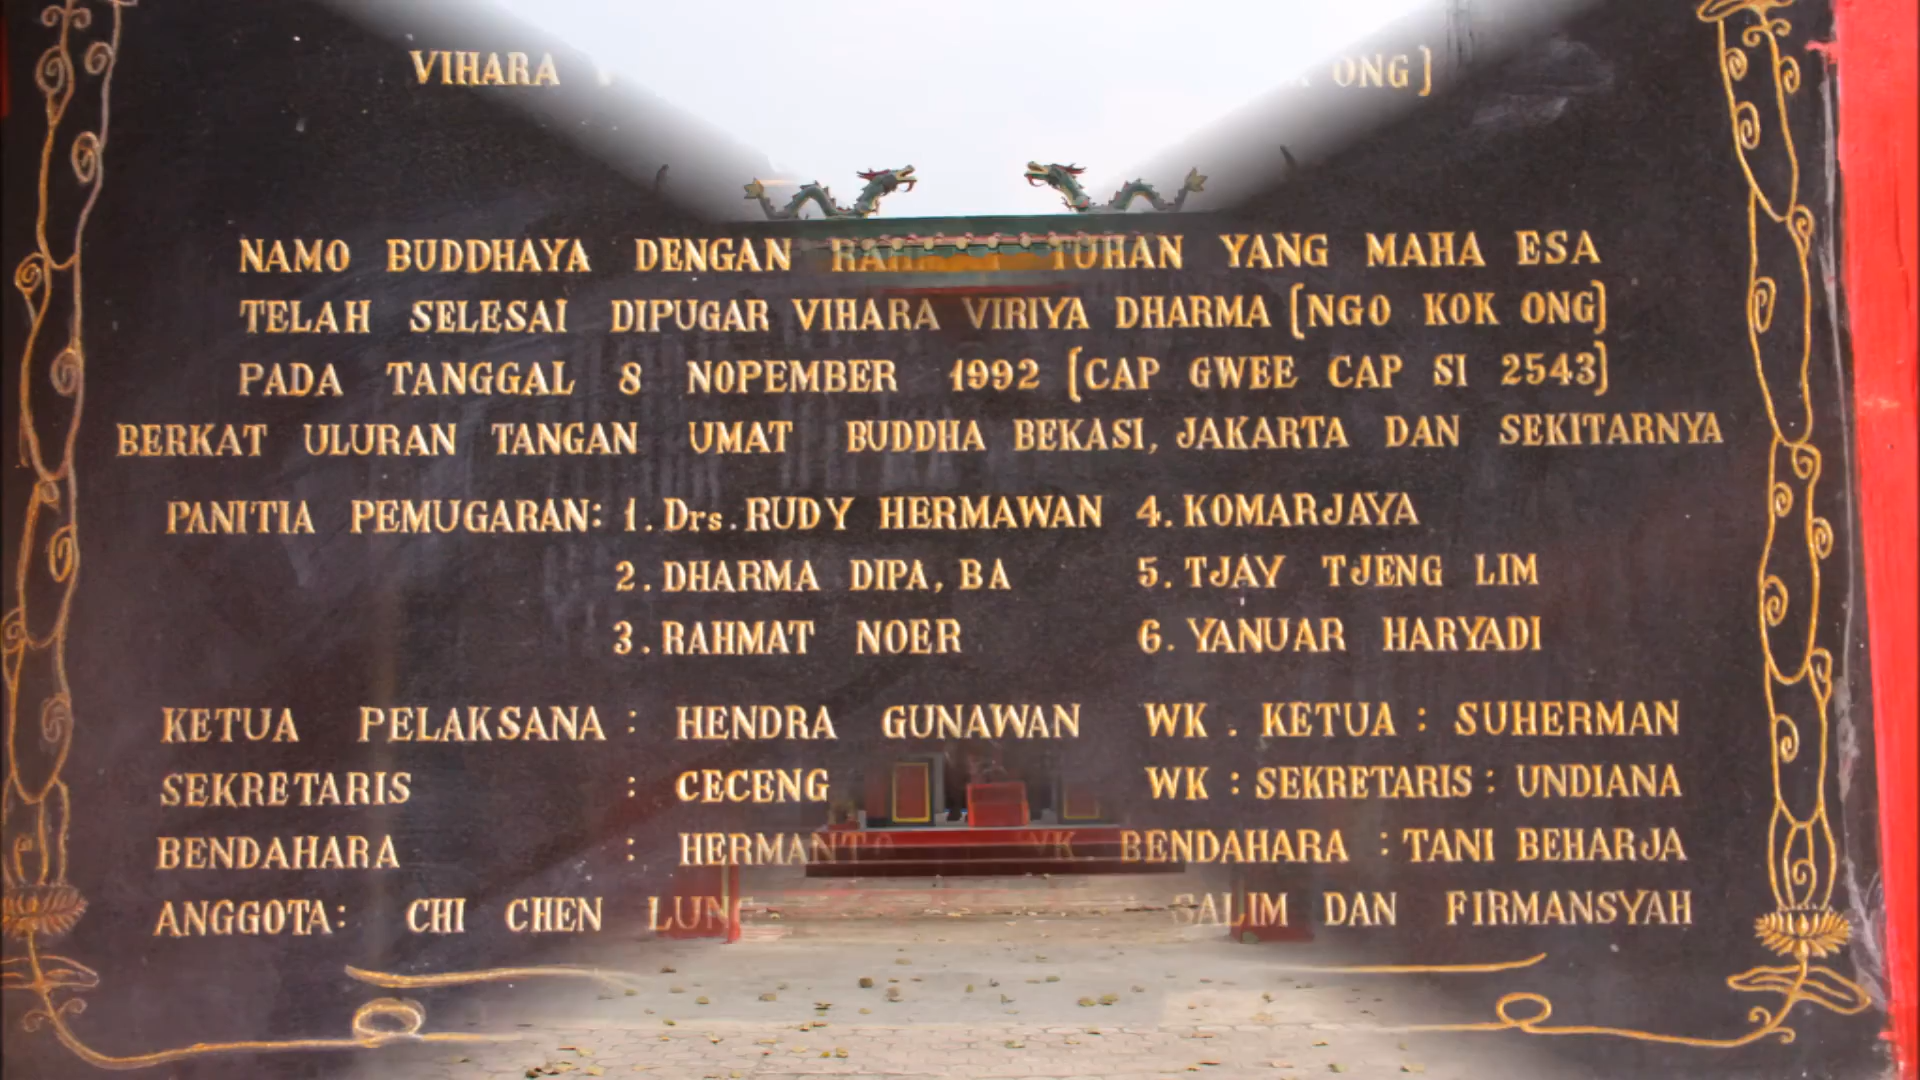 VIHARA ONG)
NAMO BUDDHAYA DENGAN TUHAN YANG MAHA ESA
TELAH SELESAI DIPUGAR VIHARA VIRIYA DHARMA (NGO KOK ONG)
PADA TANGGAL 8 NOPEMBER 1992 (CAP GWEE CAP SI 2543)
BERKAT ULURAN TANGAN UMAT BUDDHA BEKASI, JAKARTA DAN SEKITARNYA
PANITIA PEMUGARAN: 1. Drs. RUDY HERMAWAN 4. KOMARJAYA
2. DHARMA DIPA, BA 5. TJAY TJENG LIM
3. RAHMAT NOER 6. YANUAR HARYADI
KETUA PELAKSANA : HENDRA GUNAWAN WK . KETUA : SUHERMAN
SEKRETARIS : CECENG WK : SEKRETARIS : UNDIANA
BENDAHARA : HERMANTO WK BENDAHARA : TANI BEHARJA
ANGGOTA: CHI CHEN LUNG SALIM DAN FIRMANSYAH